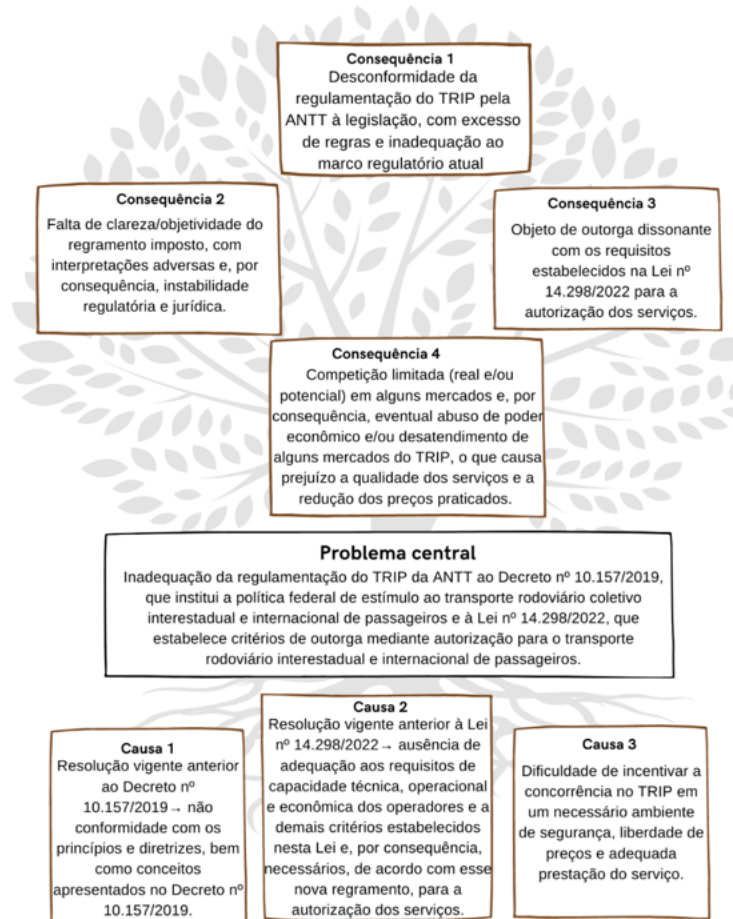 Consequência 1
Desconformidade da
regulamentação do TRIP pela
ANTT à legislação, com excesso
de regras e inadequação ao
marco regulatório atual
Consequência 2
Falta de clareza/objetividade do
regramento imposto, com
interpretações adversas e, por
consequência, instabilidade
regulatória e jurídica.
Consequência 3
Objeto de outorga dissonante
com os requisitos
estabelecidos na Lei nº
14.298/2022 para a
autorização dos serviços.
Consequência 4
Competição limitada (real e/ou
potencial) em alguns mercados e, por
consequência, eventual abuso de poder
econômico e/ou desatendimento de
alguns mercados do TRIP, o que causa
prejuízo a qualidade dos serviços e a
redução dos preços praticados.
Problema central
Inadequação da regulamentação do TRIP da ANTT ao Decreto nº 10.157/2019,
que institui a política federal de estímulo ao transporte rodoviário coletivo
interestadual e internacional de passageiros e à Lei nº 14.298/2022, que
estabelece critérios de outorga mediante autorização para o transporte
rodoviário interestadual e internacional de passageiros.
Causa 1
Resolução vigente anterior
ao Decreto nº
10.157/2019→ não
conformidade com os
princípios e diretrizes, bem
como conceitos
apresentados no Decreto nº
10.157/2019.
Causa 2
Resolução vigente anterior à Lei
nº 14.298/2022→ ausência de
adequação aos requisitos de
capacidade técnica, operacional
e econômica dos operadores e a
demais critérios estabelecidos
nesta Lei e, por consequência,
necessários, de acordo com esse
nova regramento, para a
autorização dos serviços.
Causa 3
Dificuldade de incentivar a
concorrência no TRIP em
um necessário ambiente
de segurança, liberdade de
preços e adequada
prestação do serviço.